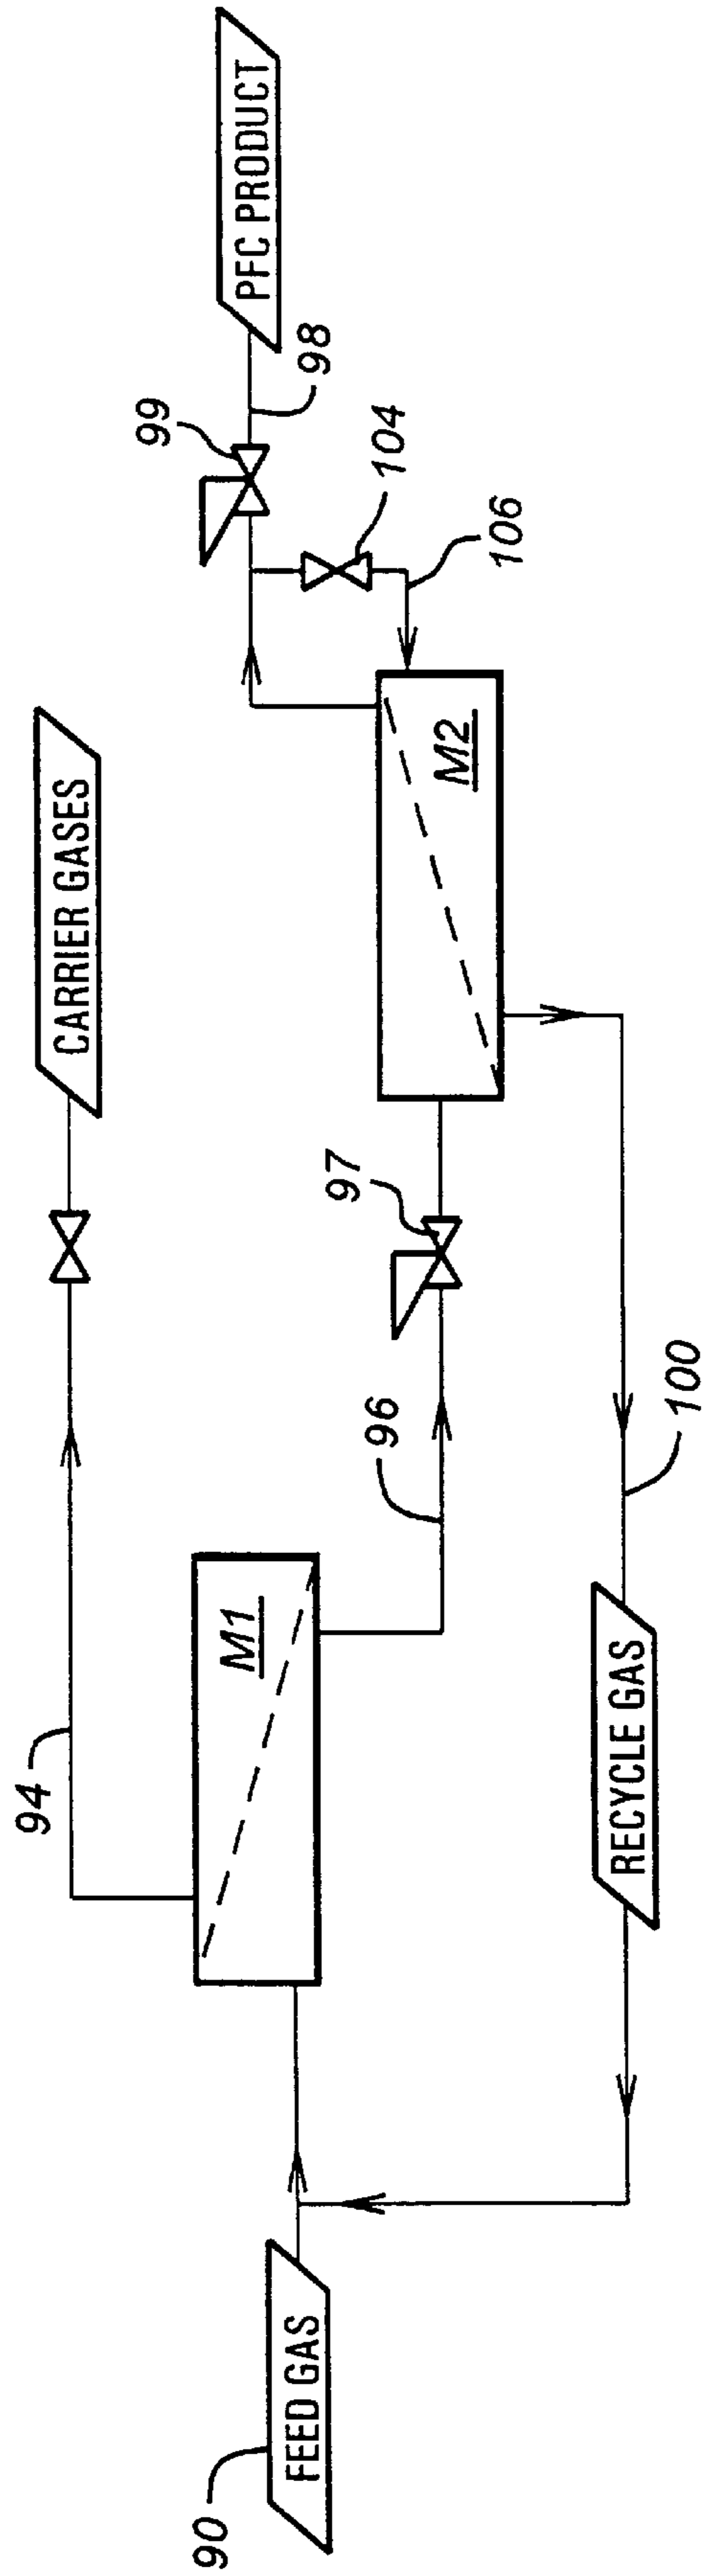 90
FEED GAS
94
M1
96
97
CARRIER GASES
M2
99
98
PFC PRODUCT
104
106
100
RECYCLE GAS